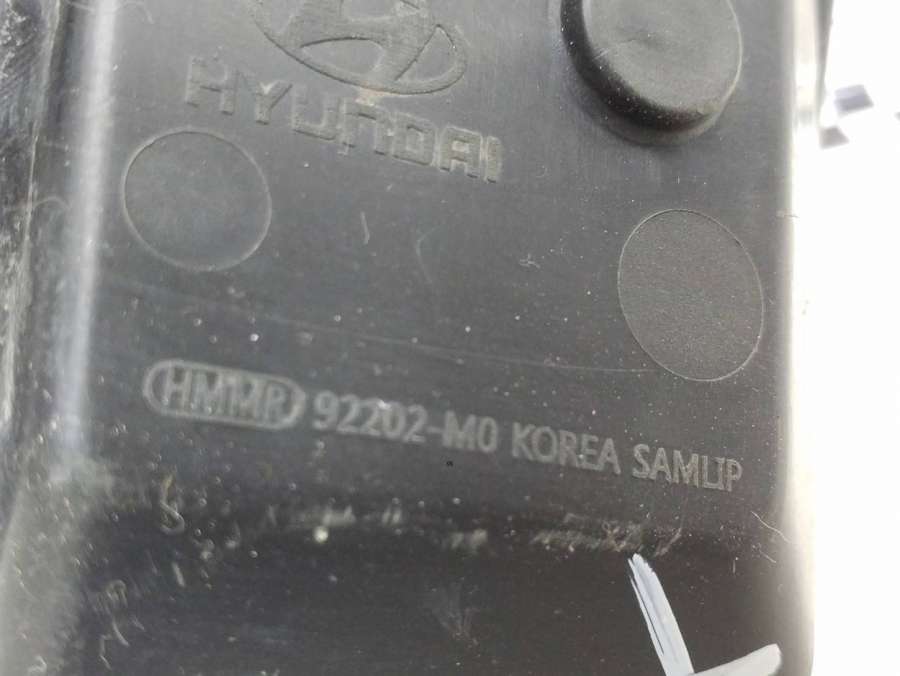 HYUNDAI
HMMR 92202-M0 KOREA SAMLIP